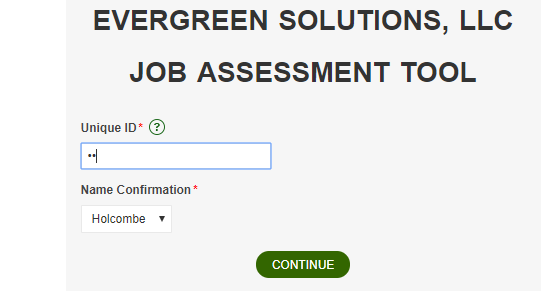 EVERGREEN SOLUTIONS, LLC
JOB ASSESSMENT TOOL
Unique ID * ?
••
Name Confirmation *
Holcombe ▼
CONTINUE